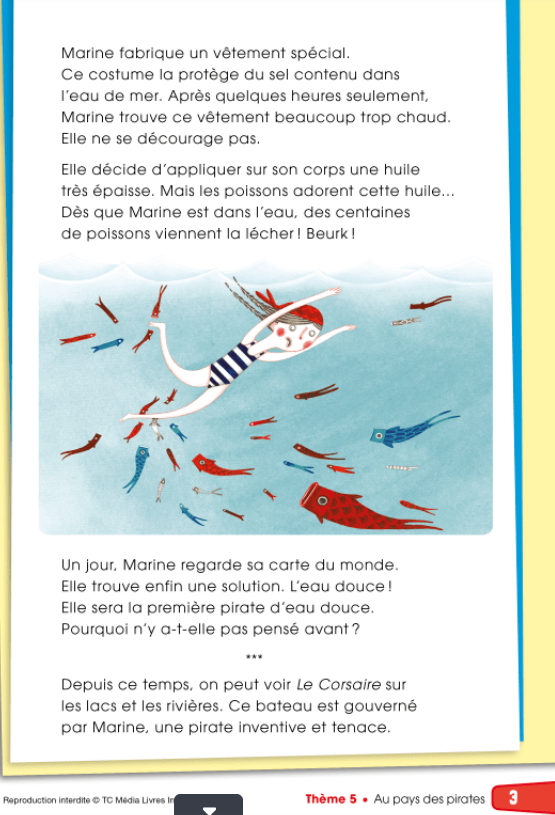 Marine fabrique un vêtement spécial.
Ce costume la protège du sel contenu dans
l'eau de mer. Après quelques heures seulement,
Marine trouve ce vêtement beaucoup trop chaud.
Elle ne se décourage pas.
Elle décide d'appliquer sur son corps une huile
très épaisse. Mais les poissons adorent cette huile...
Dès que Marine est dans l'eau, des centaines
de poissons viennent la lécher ! Beurk !
Un jour, Marine regarde sa carte du monde.
Elle trouve enfin une solution. L'eau douce !
Elle sera la première pirate d'eau douce.
Pourquoi n'y a-t-elle pas pensé avant ?
***
Depuis ce temps, on peut voir Le Corsaire sur
les lacs et les rivières. Ce bateau est gouverné
par Marine, une pirate inventive et tenace.
Reproduction interdite © TC Média Livres
Thème 5 • Au pays des pirates 3